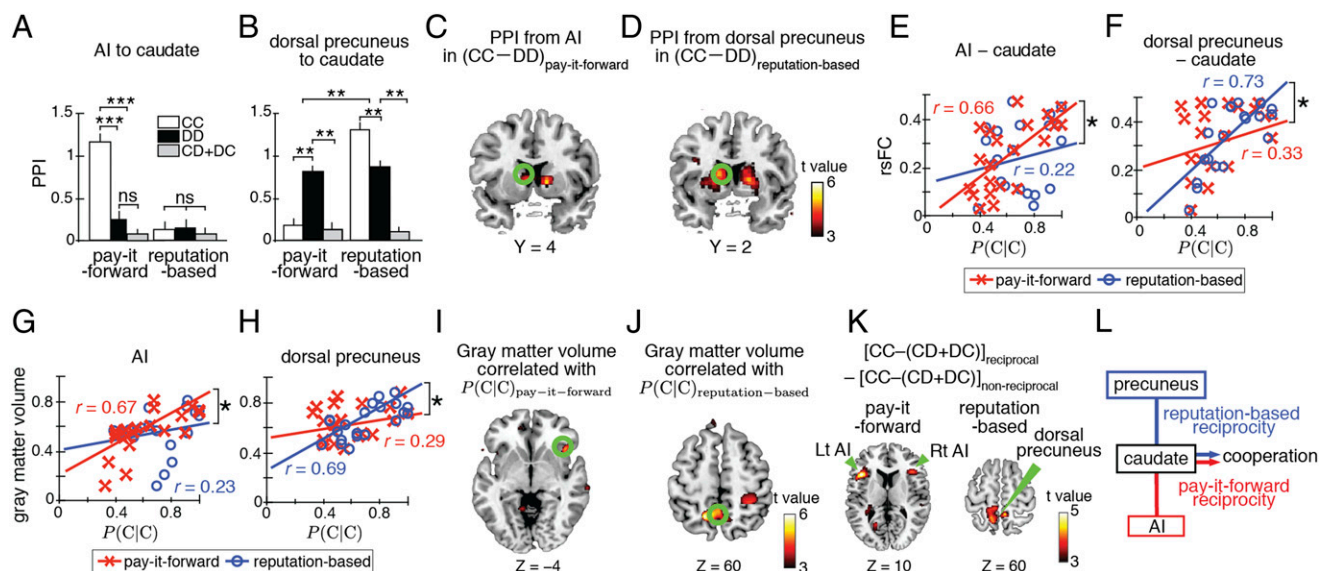 A
AI to caudate
PPI
1.5
1
0.5
0
***
***
ns
ns
CC
DD
CD+DC
pay-it
-forward
reputation
-based
B
dorsal precuneus
to caudate
1.5
1
0.5
0
**
**
**
**
**
**
pay-it
-forward
reputation
-based
C
PPI from AI
in (CC−DD)pay-it-forward
Y = 4
D
PPI from dorsal precuneus
in (CC−DD)reputation-based
Y = 2
t value
6
3
E
AI – caudate
rsFC
0.4
0.2
0
r = 0.66
r = 0.22
*
0 0.4 0.8
P(C|C)
F
dorsal precuneus
– caudate
0.4
0.2
0
r = 0.73
r = 0.33
*
0 0.4 0.8
P(C|C)
pay-it-forward reputation-based
G
AI
gray matter volume
0.8
0.4
0
r = 0.67
r = 0.23
*
0 0.4 0.8
P(C|C)
H
dorsal precuneus
0.8
0.4
0
r = 0.29
r = 0.69
*
0 0.4 0.8
P(C|C)
pay-it-forward reputation-based
I
Gray matter volume
correlated with
P(C|C)pay−it−forward
Z = −4
J
Gray matter volume
correlated with
P(C|C)reputation−based
Z = 60
t value
6
3
K
[CC–(CD+DC)]reciprocal
– [CC–(CD+DC)]non-reciprocal
pay-it
-forward
Lt AI
Rt AI
Z = 10
reputation
-based
dorsal
precuneus
Z = 60
t value
5
3
L
precuneus
reputation-based
reciprocity
caudate
cooperation
pay-it-forward
reciprocity
AI